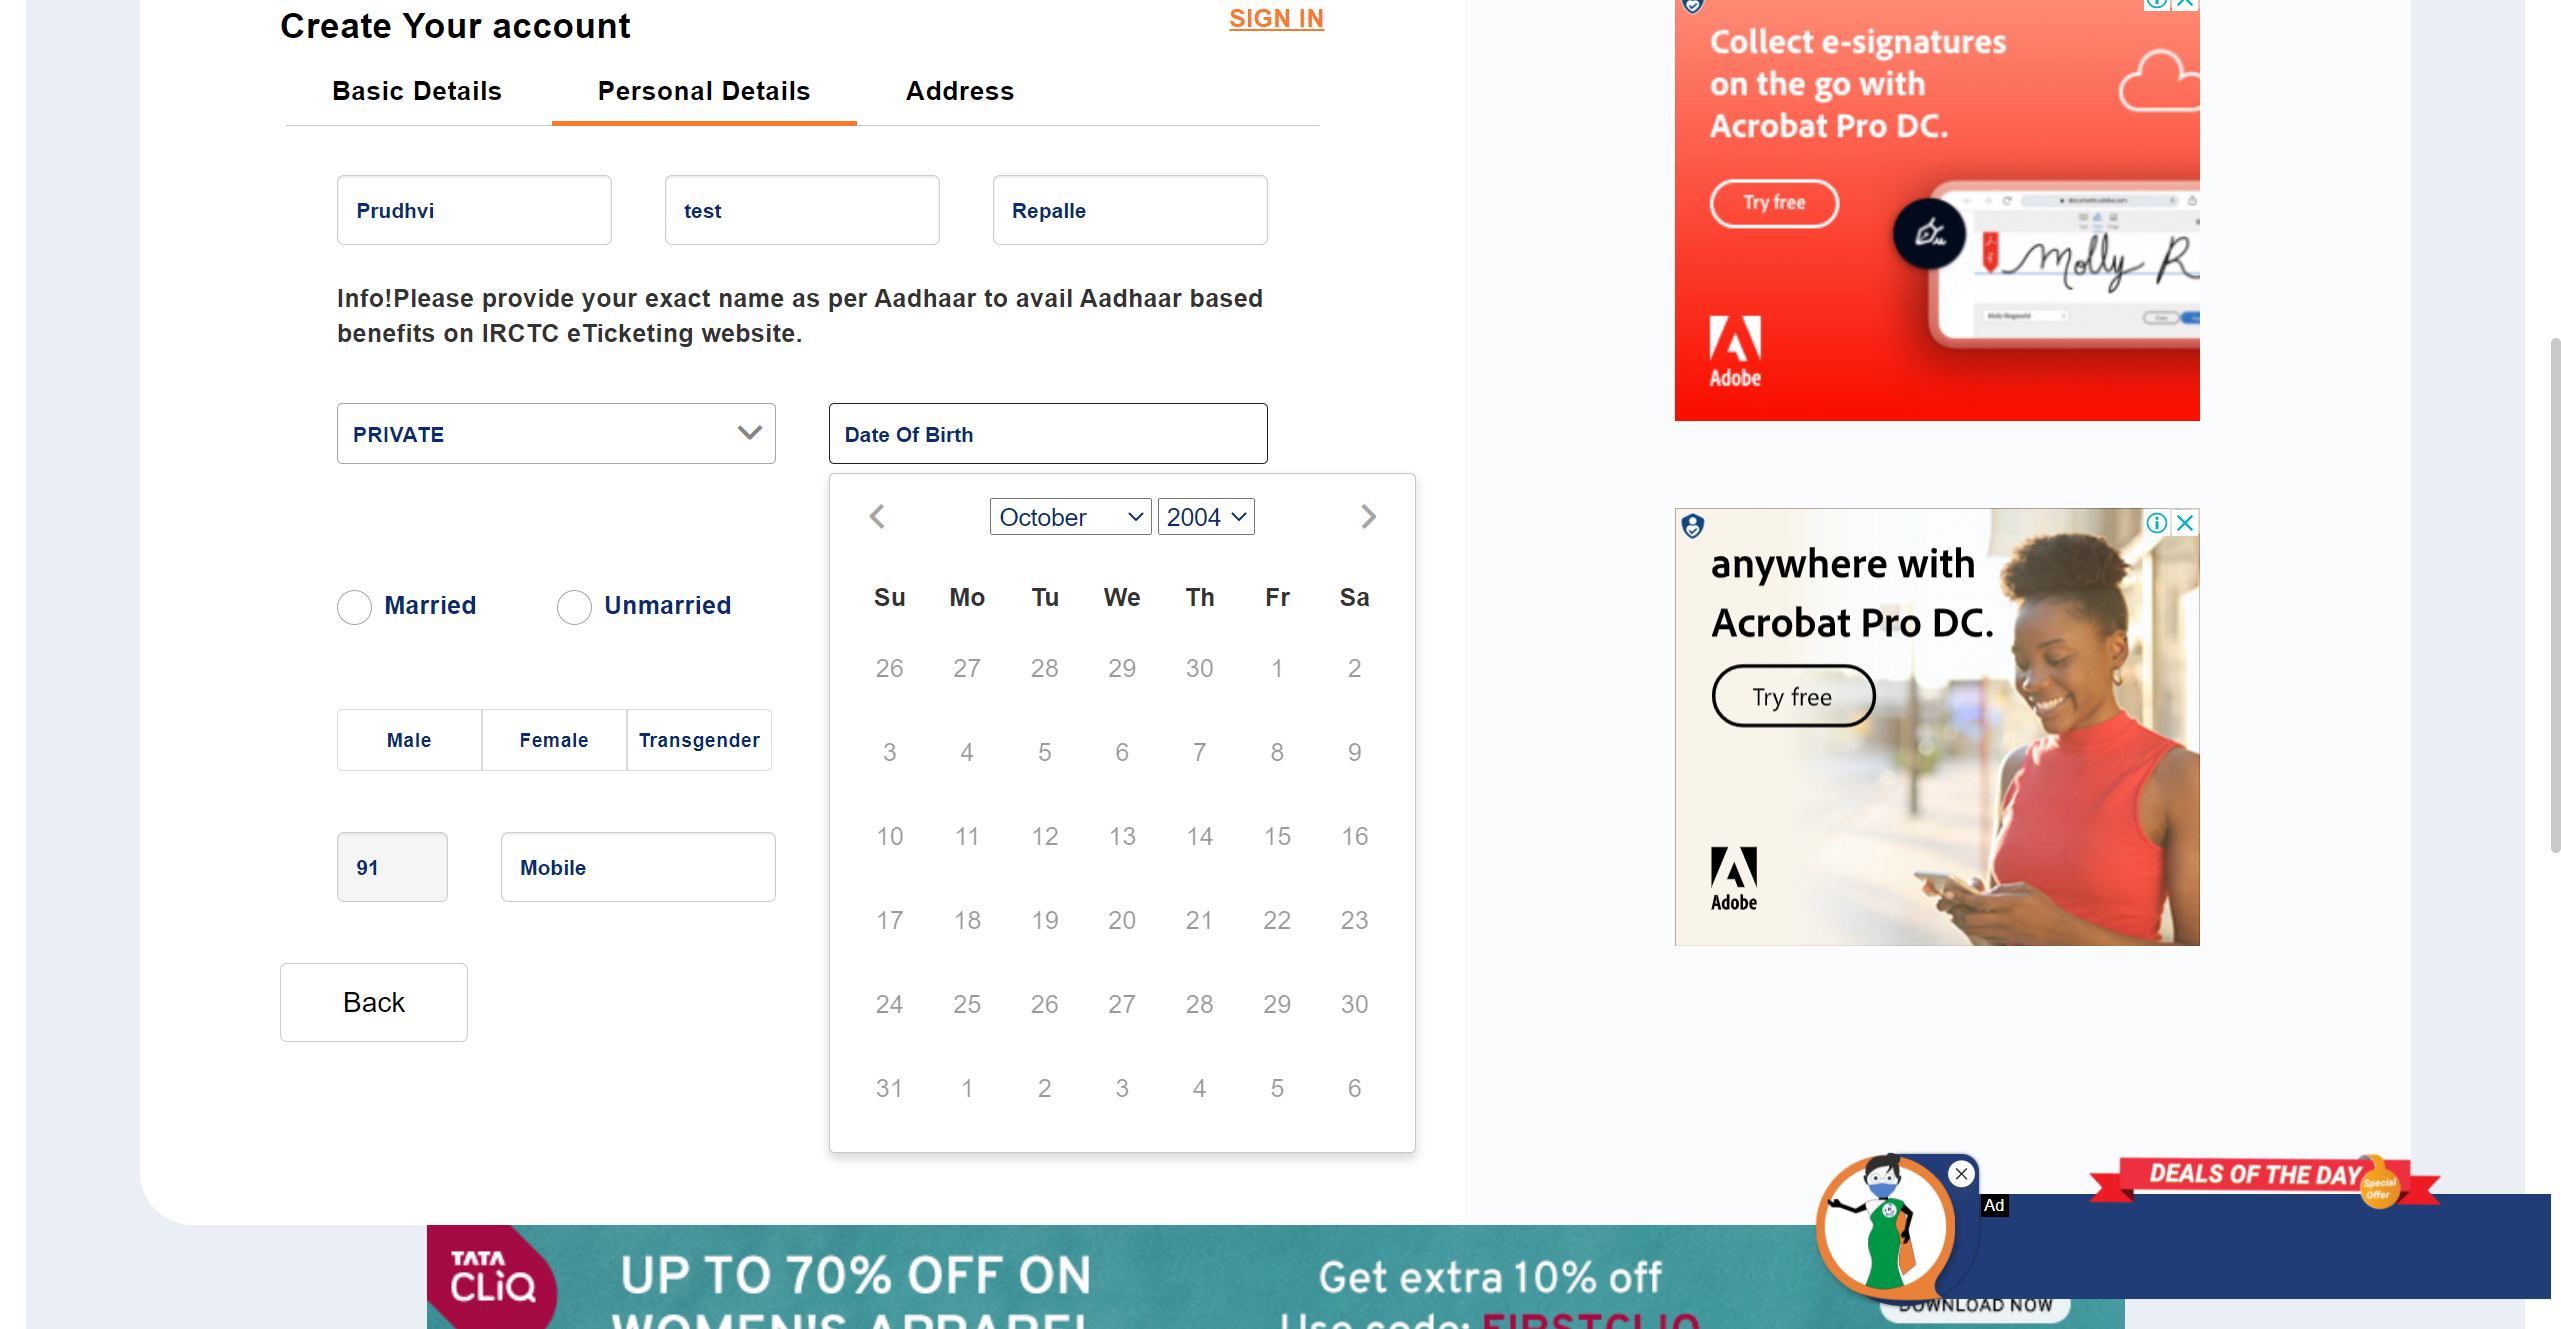 Create Your account
SIGN IN
Basic Details
Personal Details
Address
Prudhvi
test
Repalle
Info!Please provide your exact name as per Aadhaar to avail Aadhaar based
benefits on IRCTC eTicketing website.
PRIVATE
Date Of Birth
October
2004
Su Mo Tu We Th Fr Sa
26 27 28 29 30 1 2
3 4 5 6 7 8 9
10 11 12 13 14 15 16
17 18 19 20 21 22 23
24 25 26 27 28 29 30
31 1 2 3 4 5 6
Married
Unmarried
Male
Female
Transgender
91
Mobile
Back
Collect e-signatures
on the go with
Acrobat Pro DC.
Try free
Molly R
Adobe
anywhere with
Acrobat Pro DC.
Try free
Adobe
DEALS OF THE DAY
Special
Offer
Ad
TATA
CLiQ
UP TO 70% OFF ON
WOMEN'S APPAREL
Get extra 10% off
Use code: FIRSTCLIQ
DOWNLOAD NOW